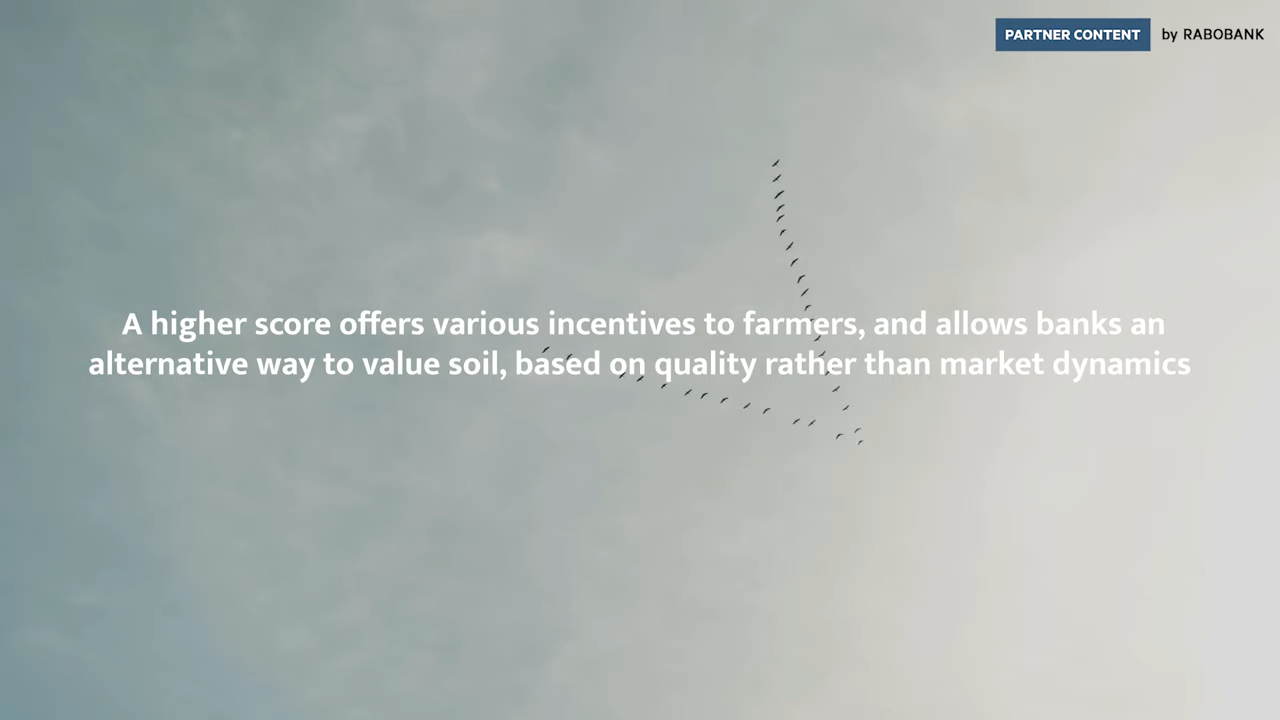 PARTNER CONTENT by RABOBANK
A higher score offers various incentives to farmers, and allows banks an
alternative way to value soil, based on quality rather than market dynamics